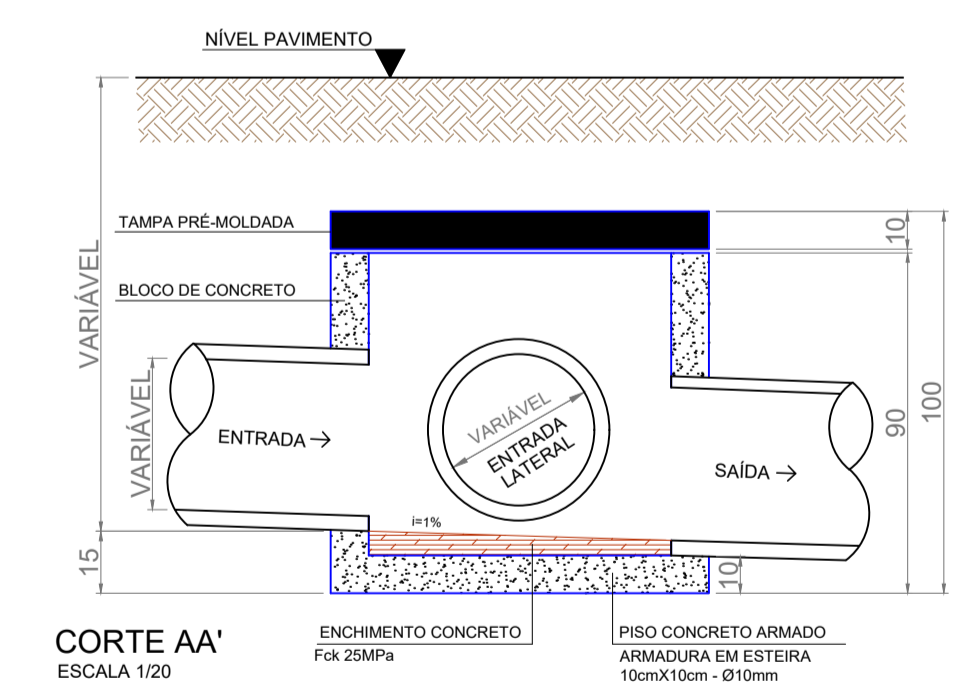 NÍVEL PAVIMENTO
TAMPA PRÉ-MOLDADA
10
VARIÁVEL
BLOCO DE CONCRETO
VARIÁVEL
ENTRADA
VARIÁVEL
ENTRADA
LATERAL
SAÍDA
90
100
i=1%
15
10
CORTE AA'
ESCALA 1/20
ENCHIMENTO CONCRETO
Fck 25MPa
PISO CONCRETO ARMADO
ARMADURA EM ESTEIRA
10cmX10cm - Ø10mm